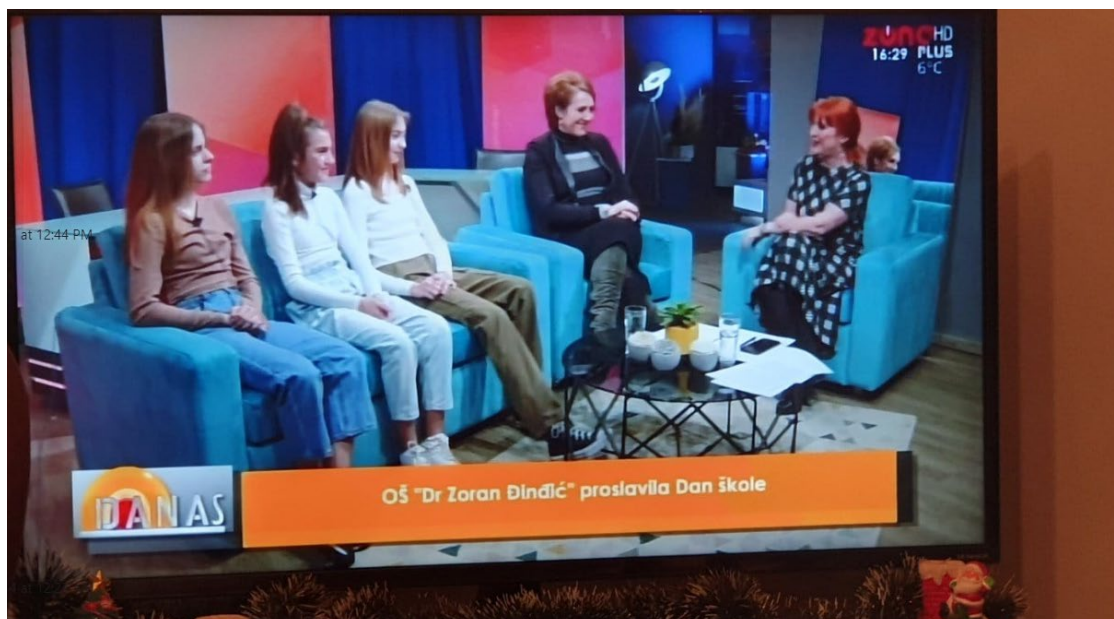 zona HD
16:29 PLUS
6°C
at 12:44 PM
DANAS
OŠ "Dr Zoran Đinđić" proslavila Dan škole